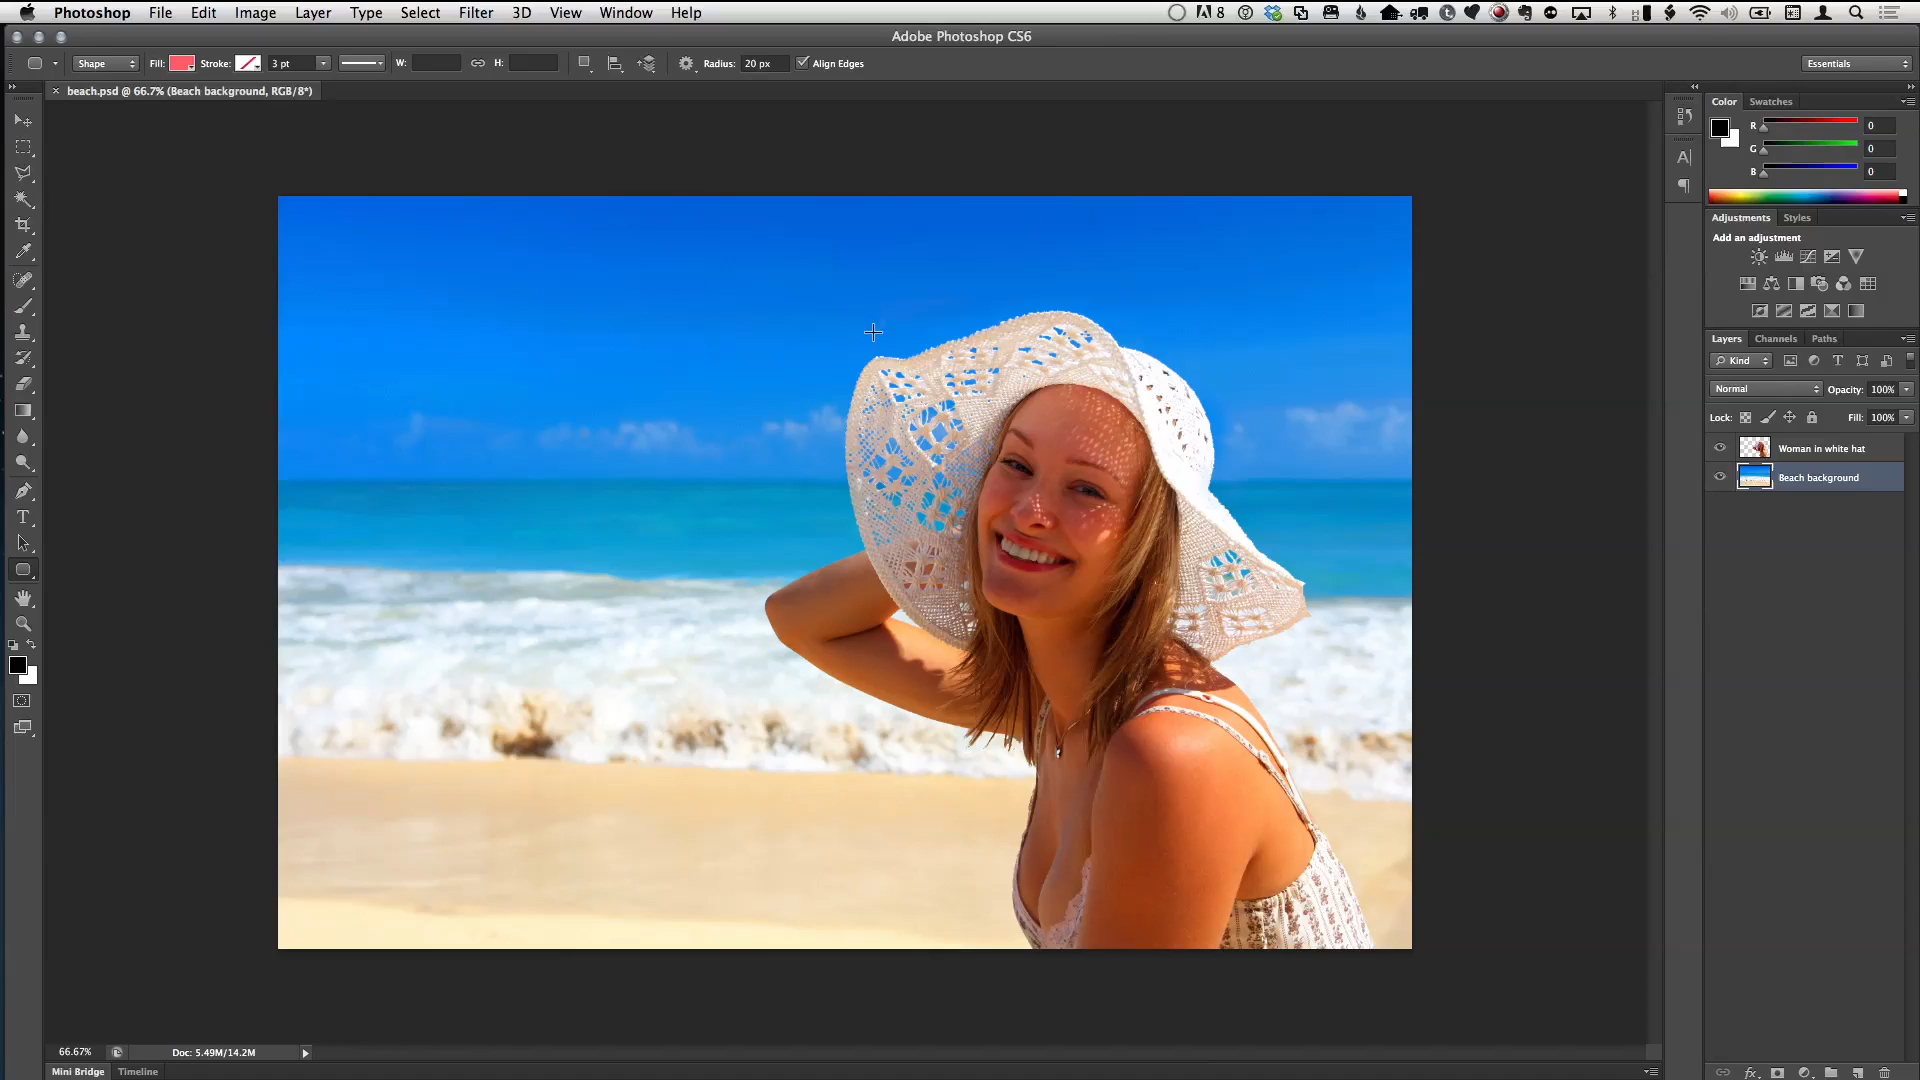 Photoshop File Edit Image Layer Type Select Filter 3D View Window Help 8
Adobe Photoshop CS6
Shape Fill: Stroke: 3 pt W: H: Radius: 20 px Align Edges Essentials
× beach.psd @ 66.7% (Beach background, RGB/8*)
Color Swatches
R 0
G 0
B 0
Adjustments Styles
Add an adjustment
Layers Channels Paths
Kind
Normal Opacity: 100%
Lock: Fill: 100%
Woman in white hat
Beach background
66.67% Doc: 5.49M/14.2M
Mini Bridge Timeline